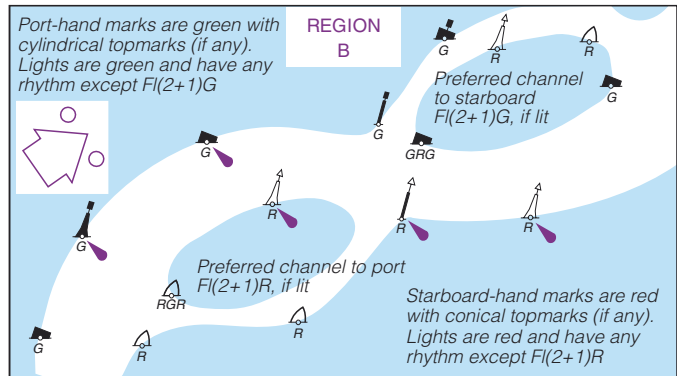 Port-hand marks are green with
cylindrical topmarks (if any).
Lights are green and have any
rhythm except Fl(2+1)G
REGION
B
G
R
R
Preferred channel
to starboard
Fl(2+1)G, if lit
G
G
GRG
G
R
R
R
G
Preferred channel to port
Fl(2+1)R, if lit
RGR
R
G
R
Starboard-hand marks are red
with conical topmarks (if any).
Lights are red and have any
rhythm except Fl(2+1)R